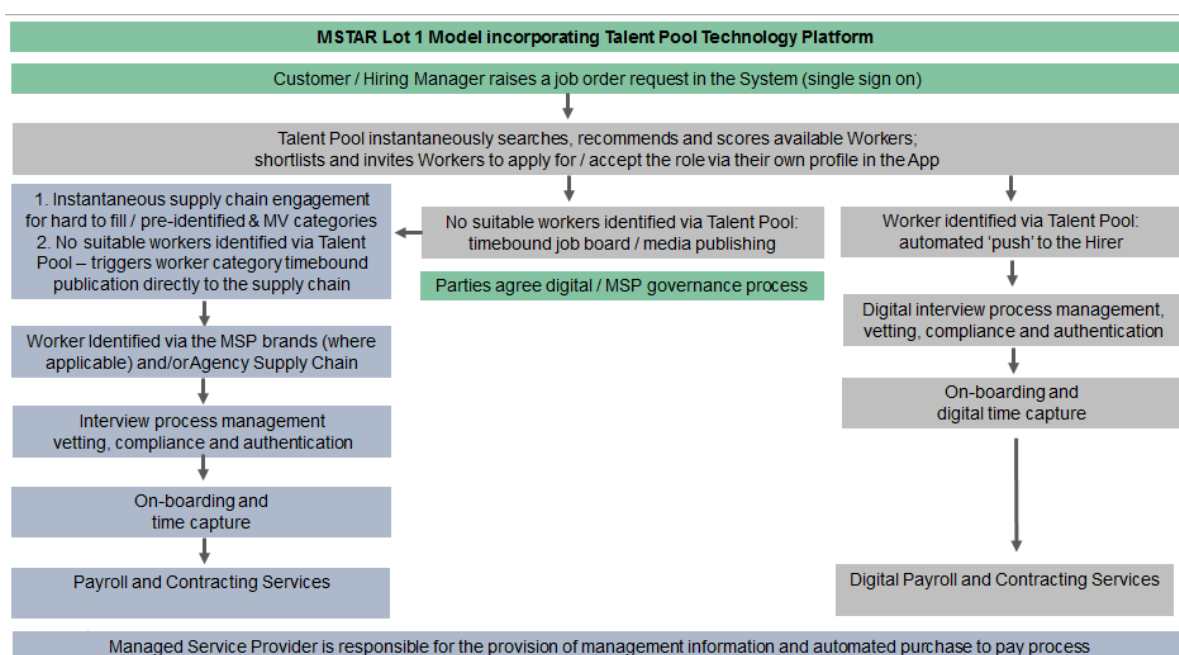 MSTAR Lot 1 Model incorporating Talent Pool Technology Platform
Customer / Hiring Manager raises a job order request in the System (single sign on)
Talent Pool instantaneously searches, recommends and scores available Workers;
shortlists and invites Workers to apply for / accept the role via their own profile in the App
1. Instantaneous supply chain engagement
for hard to fill / pre-identified & MV categories
2. No suitable workers identified via Talent
Pool – triggers worker category timebound
publication directly to the supply chain
No suitable workers identified via Talent Pool:
timebound job board / media publishing
Parties agree digital / MSP governance process
Worker identified via Talent Pool:
automated ‘push’ to the Hirer
Worker Identified via the MSP brands (where
applicable) and/or Agency Supply Chain
Digital interview process management,
vetting, compliance and authentication
Interview process management
vetting, compliance and authentication
On-boarding and
digital time capture
On-boarding and
time capture
Payroll and Contracting Services
Digital Payroll and Contracting Services
Managed Service Provider is responsible for the provision of management information and automated purchase to pay process